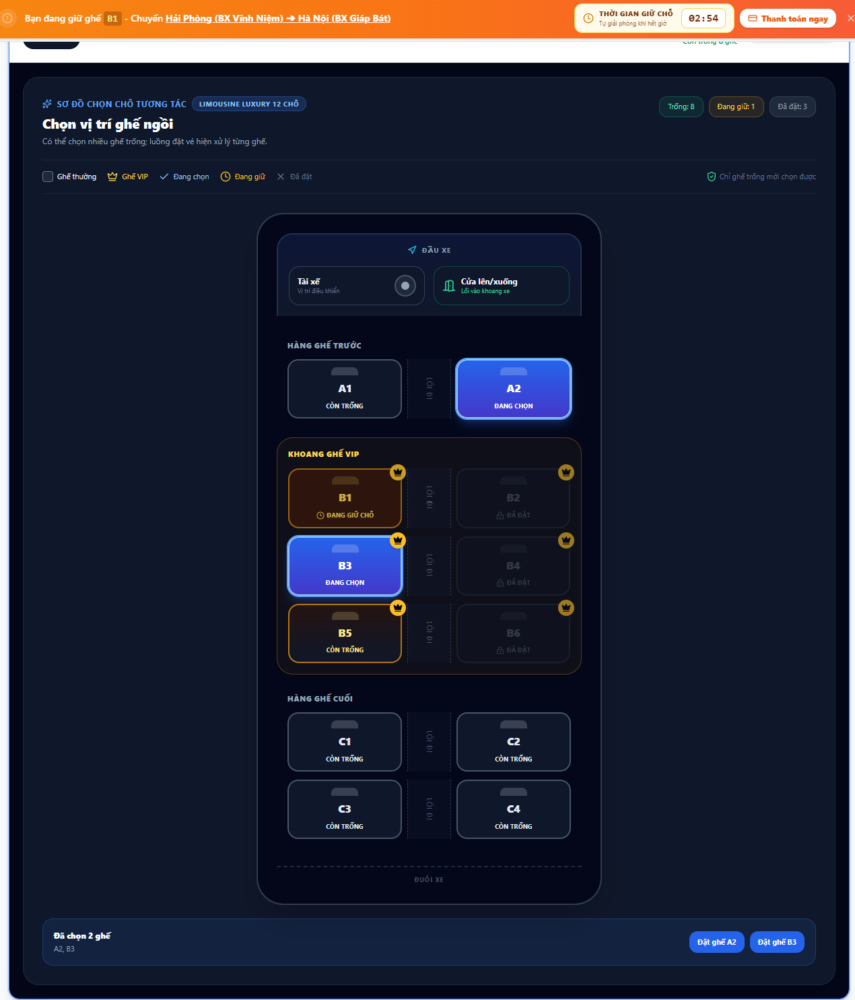 Bạn đang giữ ghế B1 - Chuyến Hải Phòng (BX Vĩnh Niệm) ➔ Hà Nội (BX Giáp Bát)
THỜI GIAN GIỮ CHỖ
Tự giải phóng khi hết giờ
02:54
Thanh toán ngay
SƠ ĐỒ CHỌN CHỖ TƯƠNG TÁC
LIMOUSINE LUXURY 12 CHỖ
Chọn vị trí ghế ngồi
Có thể chọn nhiều ghế trống; luồng đặt vé hiện xử lý từng ghế.
Trống: 8
Đang giữ: 1
Đã đặt: 3
Ghế thường
Ghế VIP
Đang chọn
Đang giữ
Đã đặt
Chỉ ghế trống mới chọn được
ĐẦU XE
Tài xế
Vị trí điều khiển
Cửa lên/xuống
Lối vào khoang xe
HÀNG GHẾ TRƯỚC
A1
CÒN TRỐNG
LỐI ĐI
A2
ĐANG CHỌN
KHOANG GHẾ VIP
B1
ĐANG GIỮ CHỖ
LỐI ĐI
B2
ĐÃ ĐẶT
B3
ĐANG CHỌN
LỐI ĐI
B4
ĐÃ ĐẶT
B5
CÒN TRỐNG
LỐI ĐI
B6
ĐÃ ĐẶT
HÀNG GHẾ CUỐI
C1
CÒN TRỐNG
LỐI ĐI
C2
CÒN TRỐNG
C3
CÒN TRỐNG
LỐI ĐI
C4
CÒN TRỐNG
ĐUÔI XE
Đã chọn 2 ghế
A2, B3
Đặt ghế A2
Đặt ghế B3